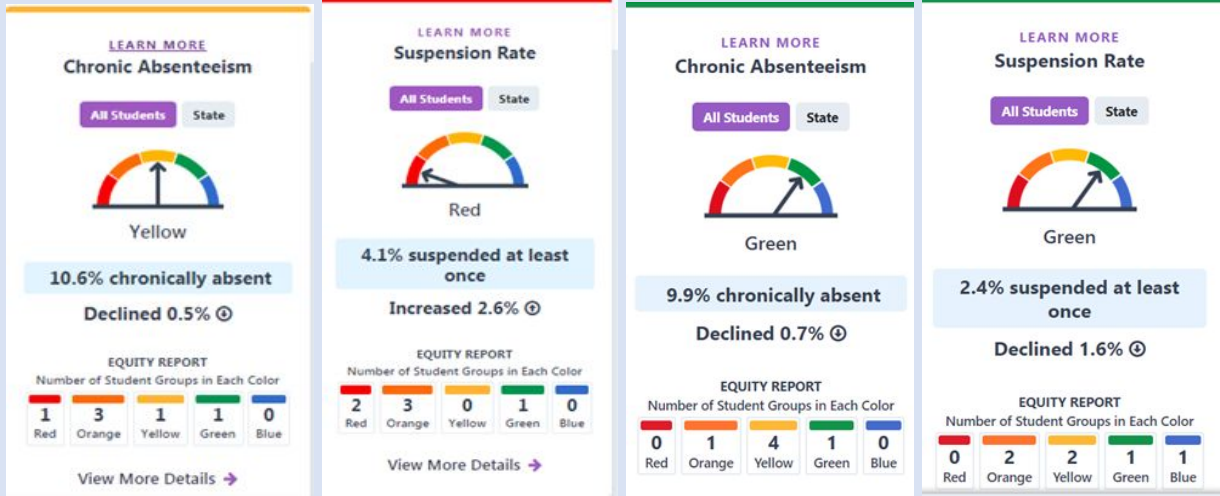 LEARN MORE
Chronic Absenteeism
All Students State
Yellow
10.6% chronically absent
Declined 0.5%
EQUITY REPORT
Number of Student Groups in Each Color
1 3 1 1 0
Red Orange Yellow Green Blue
View More Details
LEARN MORE
Suspension Rate
All Students State
Red
4.1% suspended at least
once
Increased 2.6%
EQUITY REPORT
Number of Student Groups in Each Color
2 3 0 1 0
Red Orange Yellow Green Blue
View More Details
LEARN MORE
Chronic Absenteeism
All Students State
Green
9.9% chronically absent
Declined 0.7%
EQUITY REPORT
Number of Student Groups in Each Color
0 1 4 1 0
Red Orange Yellow Green Blue
LEARN MORE
Suspension Rate
All Students State
Green
2.4% suspended at least
once
Declined 1.6%
EQUITY REPORT
Number of Student Groups in Each Color
0 2 2 1 1
Red Orange Yellow Green Blue